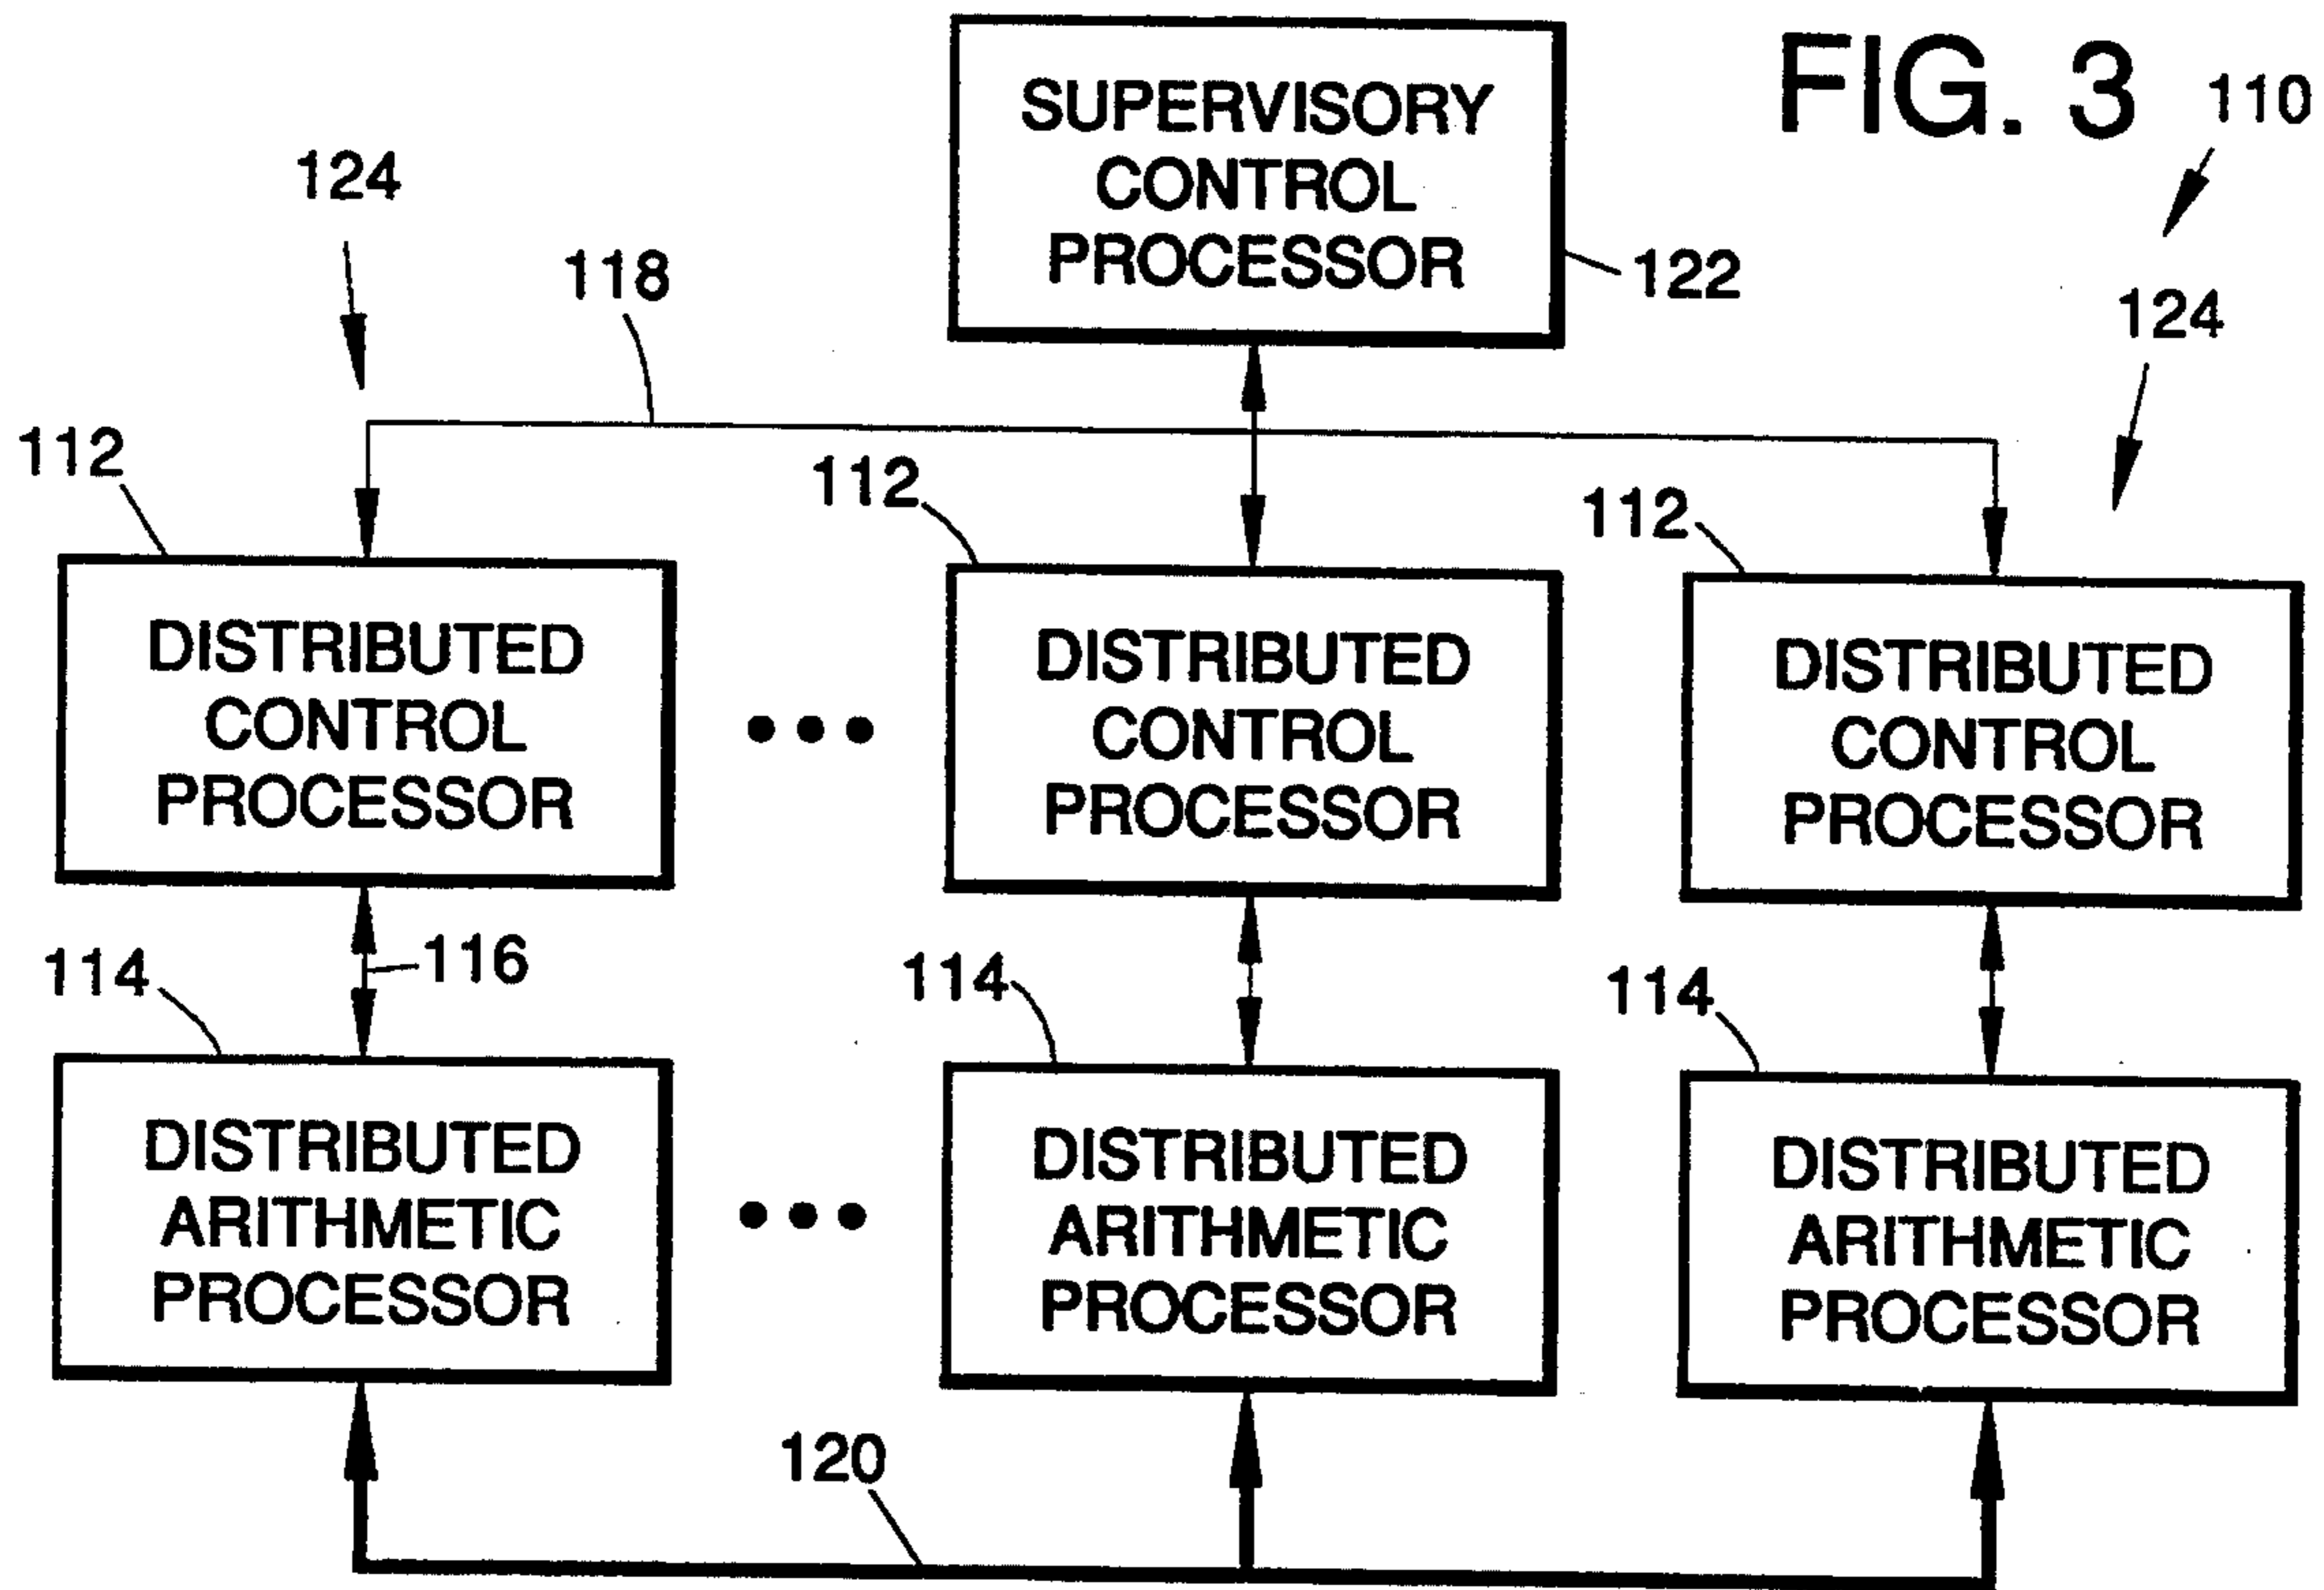 FIG. 3
110
SUPERVISORY
CONTROL
PROCESSOR
122
124
118
124
112
112
112
DISTRIBUTED
CONTROL
PROCESSOR
DISTRIBUTED
CONTROL
PROCESSOR
DISTRIBUTED
CONTROL
PROCESSOR
116
114
114
114
DISTRIBUTED
ARITHMETIC
PROCESSOR
DISTRIBUTED
ARITHMETIC
PROCESSOR
DISTRIBUTED
ARITHMETIC
PROCESSOR
120